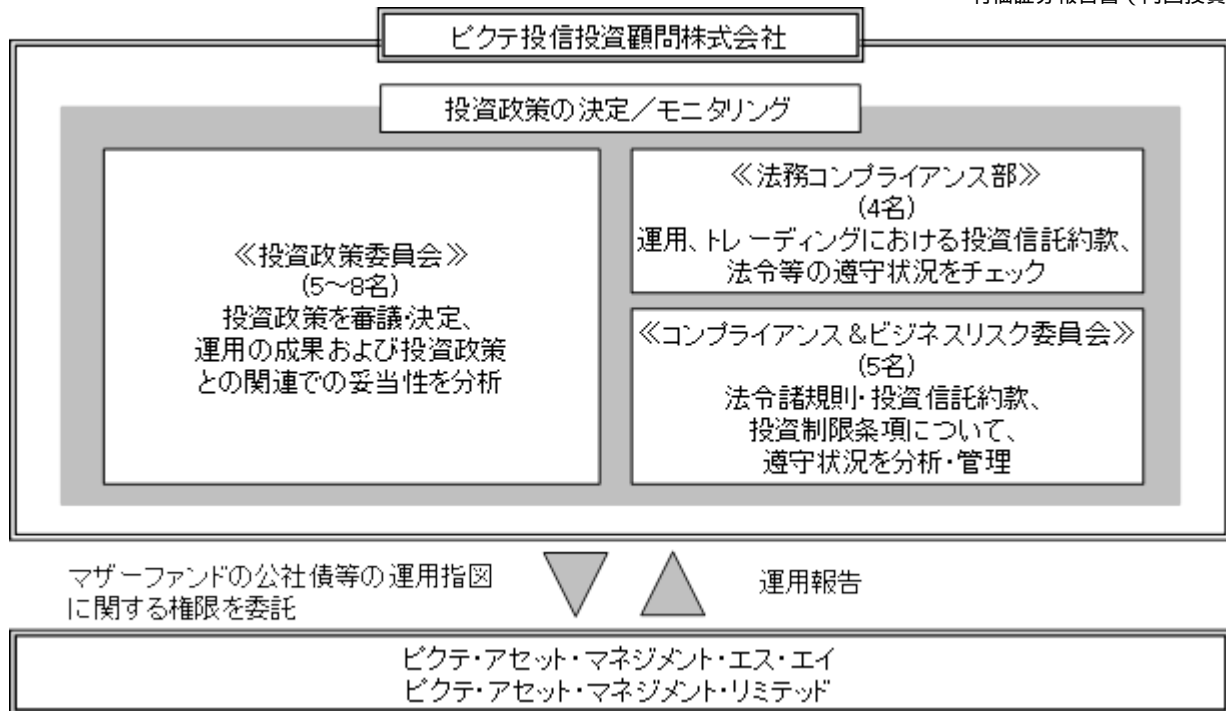 ピクテ投信投資顧問株式会社
投資政策の決定／モニタリング
≪投資政策委員会≫
(5～8名)
投資政策を審議・決定、
運用の成果および投資政策
との関連での妥当性を分析
≪法務コンプライアンス部≫
(4名)
運用、トレーディングにおける投資信託約款、
法令等の遵守状況をチェック
≪コンプライアンス＆ビジネスリスク委員会≫
(5名)
法令諸規則・投資信託約款、
投資制限条項について、
遵守状況を分析・管理
マザーファンドの公社債等の運用指図
に関する権限を委託
運用報告
ピクテ・アセット・マネジメント・エス・エイ
ピクテ・アセット・マネジメント・リミテッド